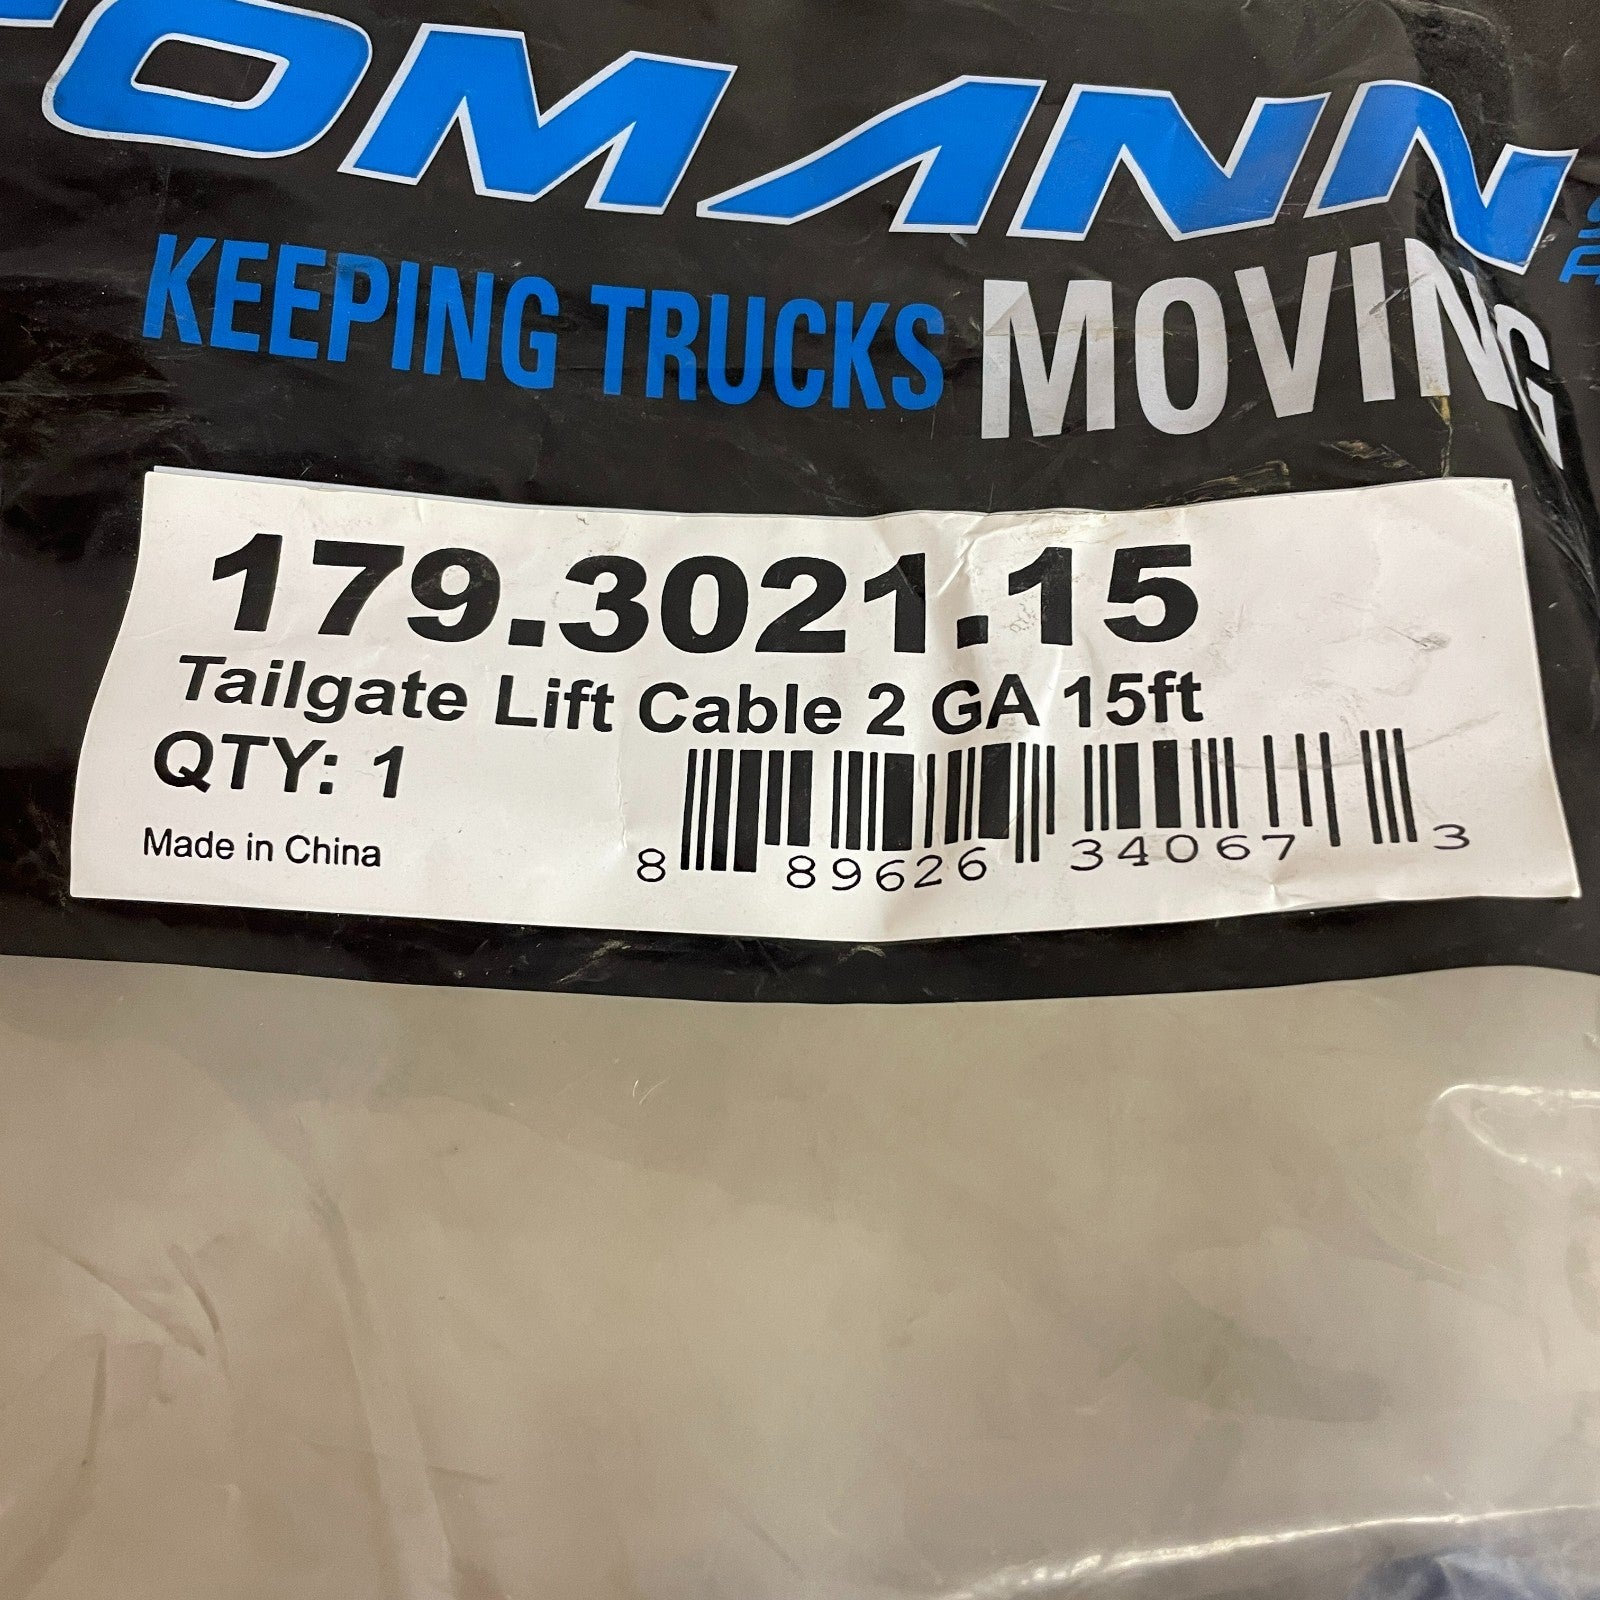 TOMANN
KEEPING TRUCKS MOVING
179.3021.15
Tailgate Lift Cable 2 GA 15ft
QTY: 1
Made in China
8 89626 34067 3